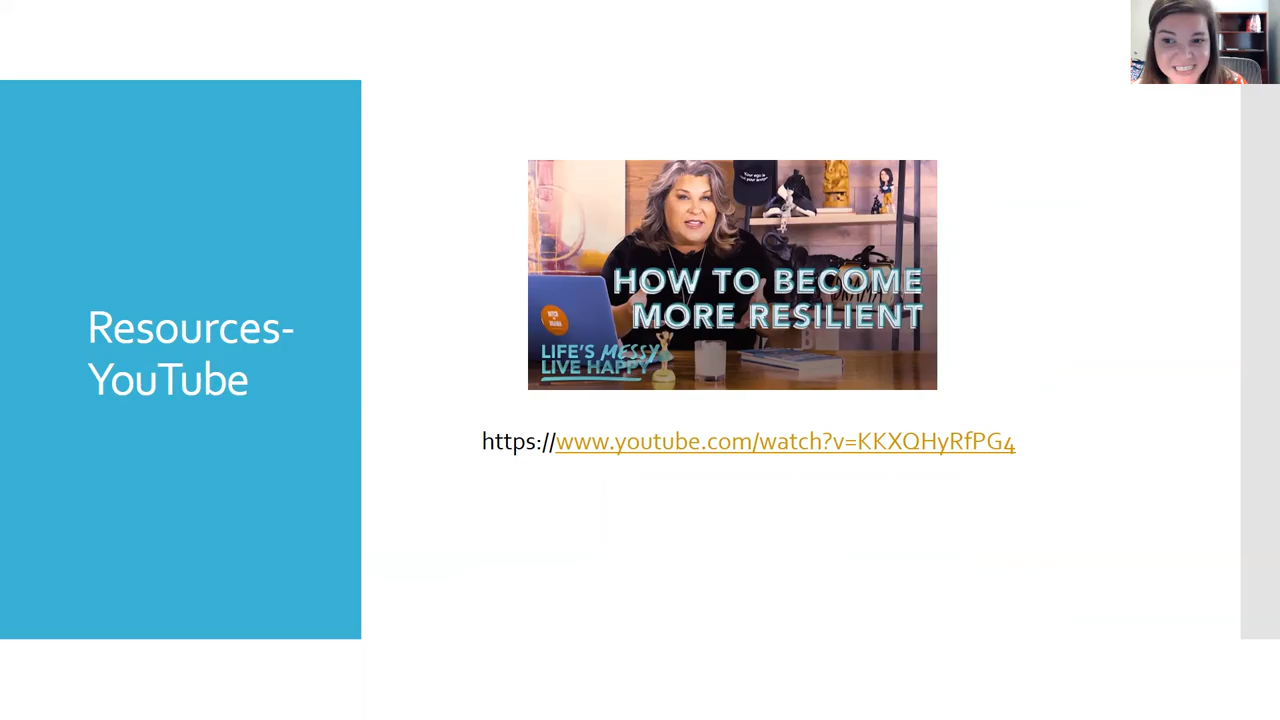 Resources-
YouTube
HOW TO BECOME
MORE RESILIENT
LIFE'S MESSY
LIVE HAPPY
https://www.youtube.com/watch?v=KKXQHyRfPG4